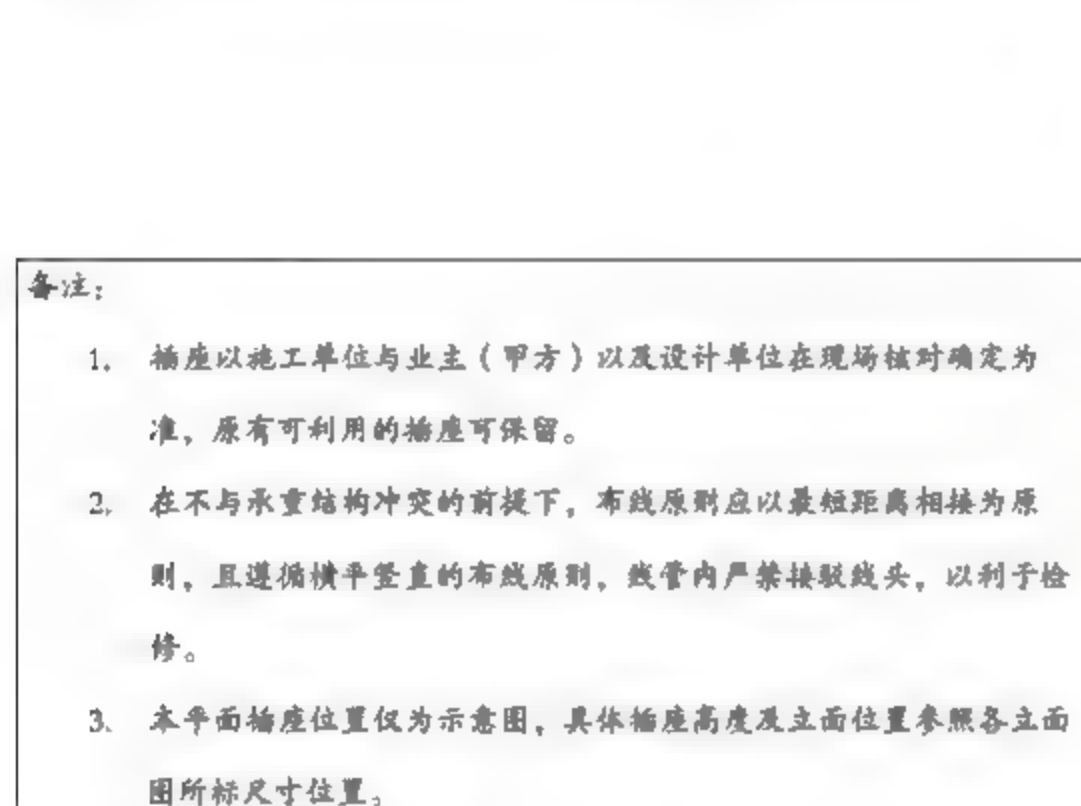 备注：
1、插座以施工单位与业主（甲方）以及设计单位在现场核对确定为
准，原有可利用的插座可保留。
2、在不与承重结构冲突的前提下，布线原则应以最短距离相接为原
则，且遵循横平竖直的布线原则，线管内严禁接驳线头，以利于检
修。
3、本平面插座位置仅为示意图，具体插座高度及立面位置参照各立面
图所标尺寸位置。